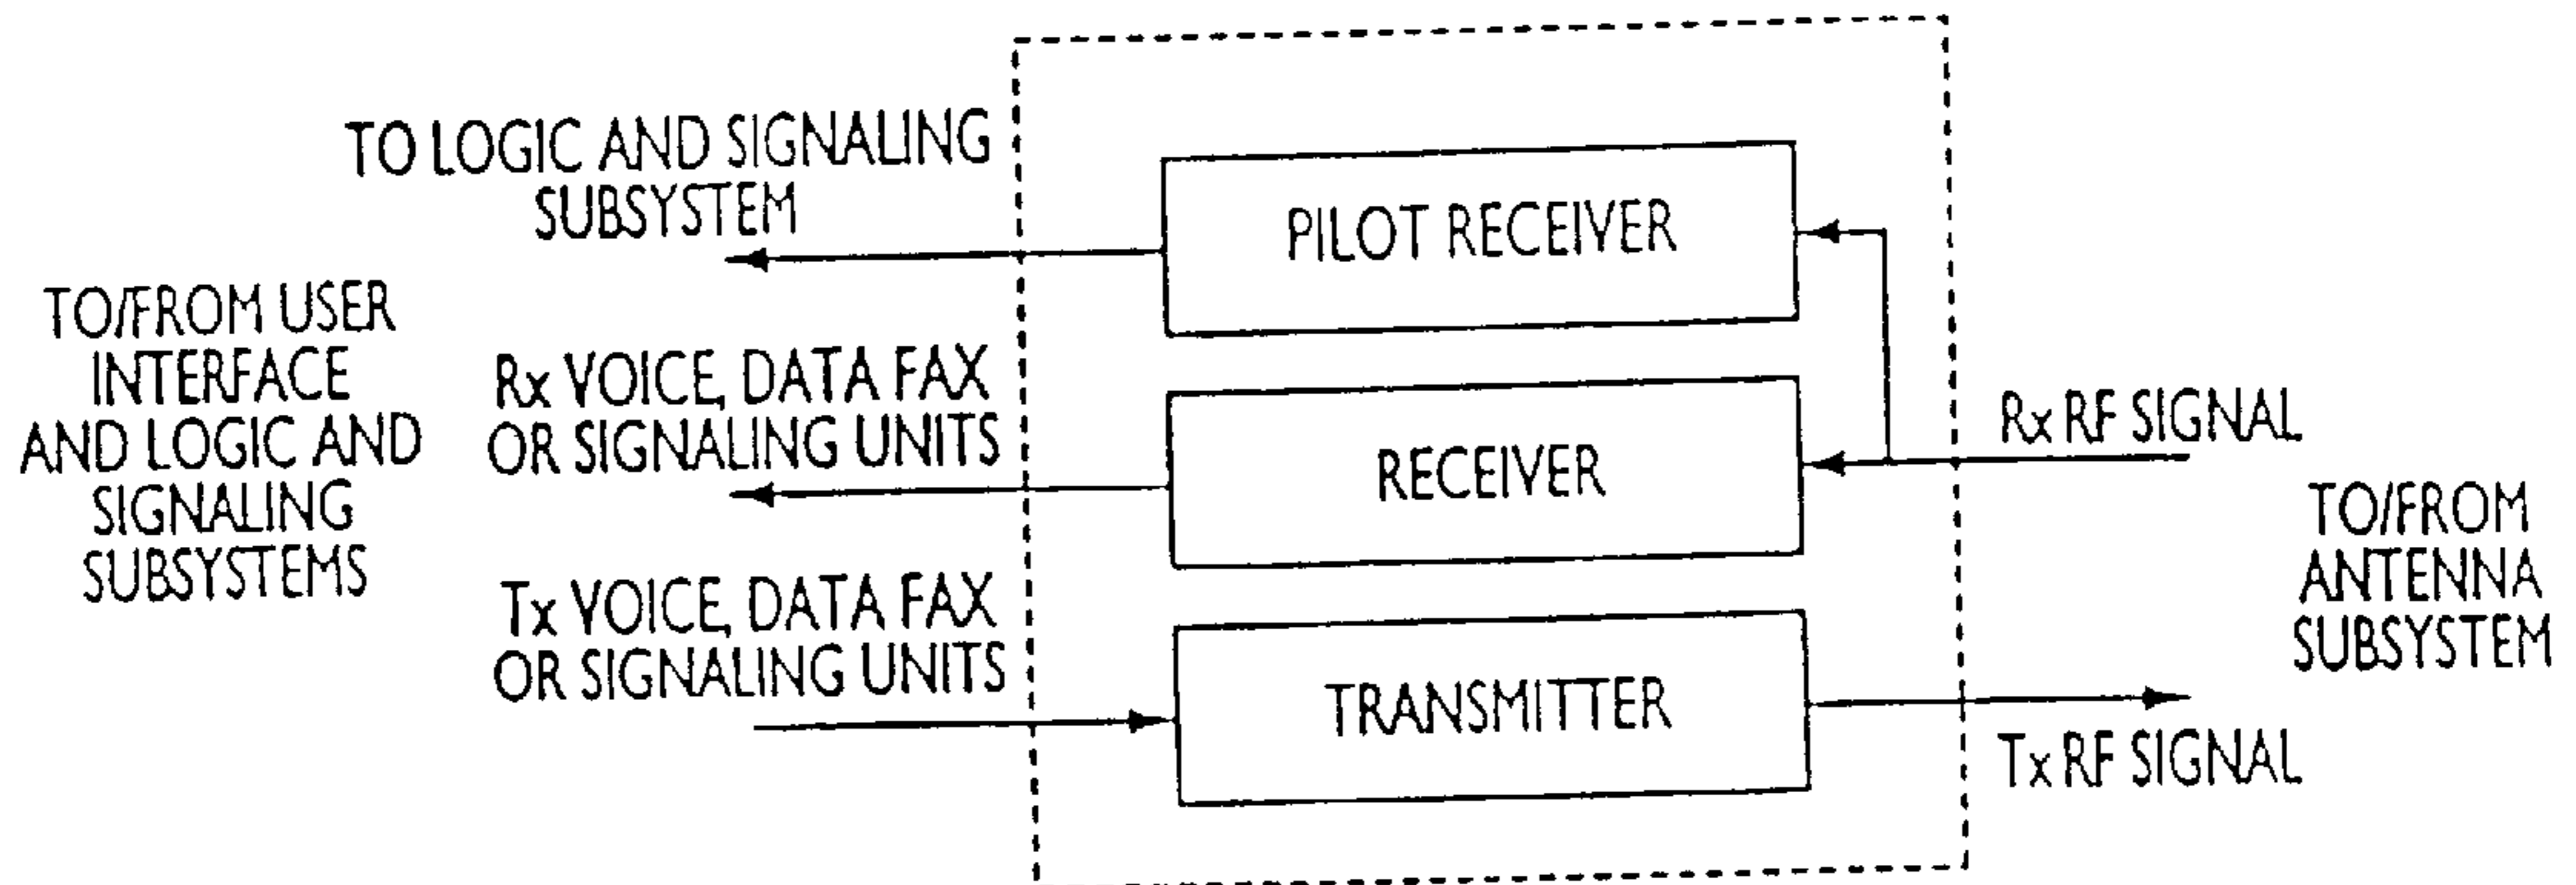 TO LOGIC AND SIGNALING
SUBSYSTEM
PILOT RECEIVER
TO/FROM USER
INTERFACE
AND LOGIC AND
SIGNALING
SUBSYSTEMS
Rx VOICE, DATA FAX
OR SIGNALING UNITS
RECEIVER
Rx RF SIGNAL
TO/FROM
ANTENNA
SUBSYSTEM
Tx VOICE, DATA FAX
OR SIGNALING UNITS
TRANSMITTER
Tx RF SIGNAL